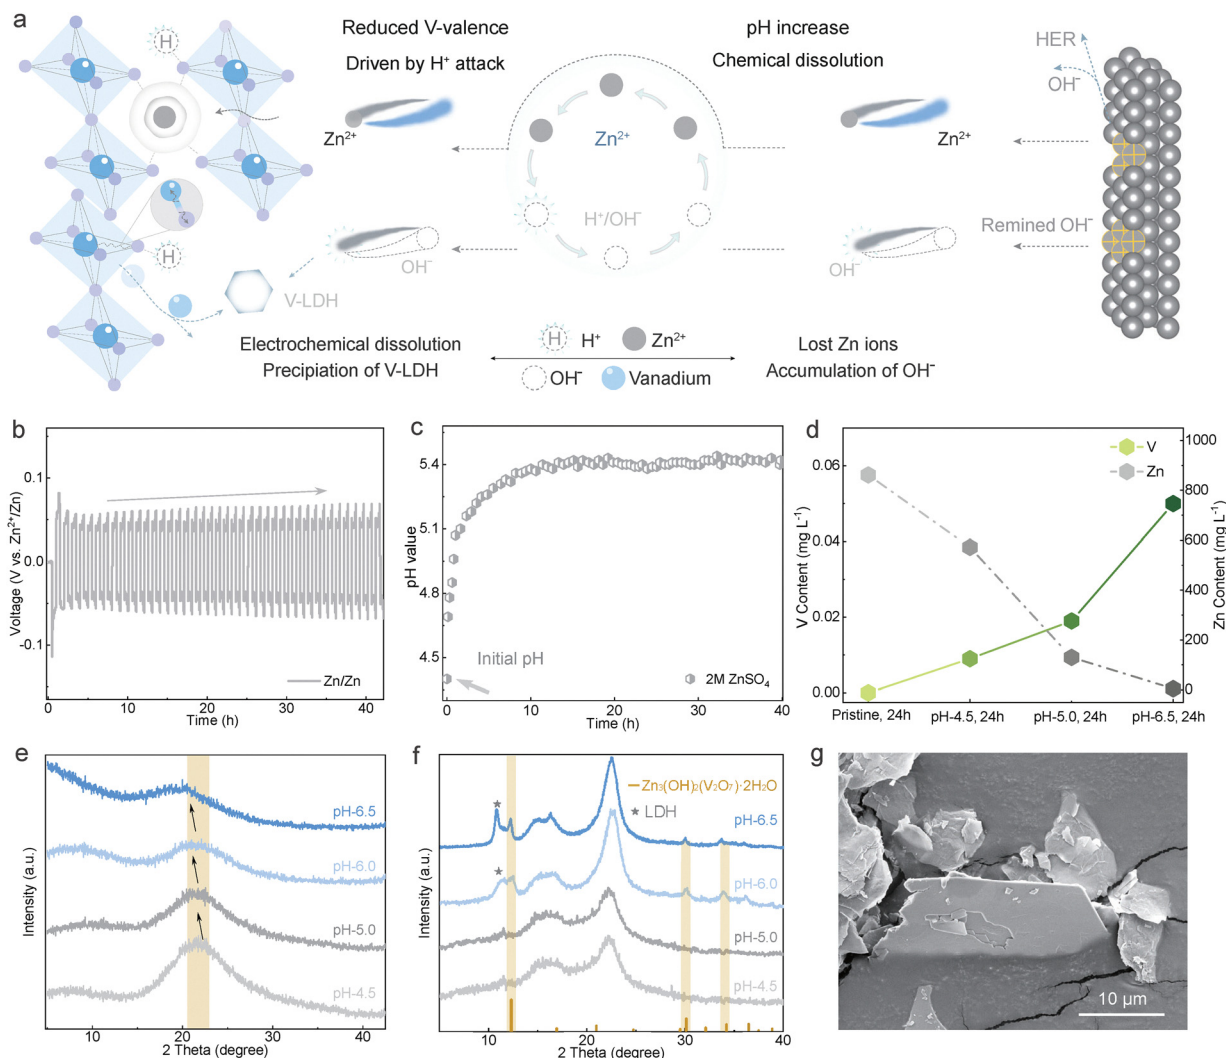 a
Reduced V-valence
Driven by H⁺ attack
pH increase
Chemical dissolution
HER
OH⁻
H
Zn²⁺
Zn²⁺
Zn²⁺
H⁺/OH⁻
Remined OH⁻
H
OH⁻
OH⁻
V-LDH
Electrochemical dissolution
Precipiation of V-LDH
H H⁺ Zn²⁺
OH⁻ Vanadium
Lost Zn ions
Accumulation of OH⁻
b
Voltage (V vs. Zn²⁺/Zn)
0.1
0.0
-0.1
Zn/Zn
0 10 20 30 40
Time (h)
c
pH value
5.4
5.1
4.8
4.5
Initial pH
2M ZnSO₄
0 10 20 30 40
Time (h)
d
V
Zn
V Content (mg L⁻¹)
0.06
0.04
0.02
0.00
Zn Content (mg L⁻¹)
1000
800
600
400
200
0
Pristine, 24h pH-4.5, 24h pH-5.0, 24h pH-6.5, 24h
e
Intensity (a.u.)
pH-6.5
pH-6.0
pH-5.0
pH-4.5
10 20 30 40
2 Theta (degree)
f
Intensity (a.u.)
Zn₃(OH)₂(V₂O₇)·2H₂O
★ LDH
pH-6.5
pH-6.0
pH-5.0
pH-4.5
10 20 30 40
2 Theta (degree)
g
10 µm